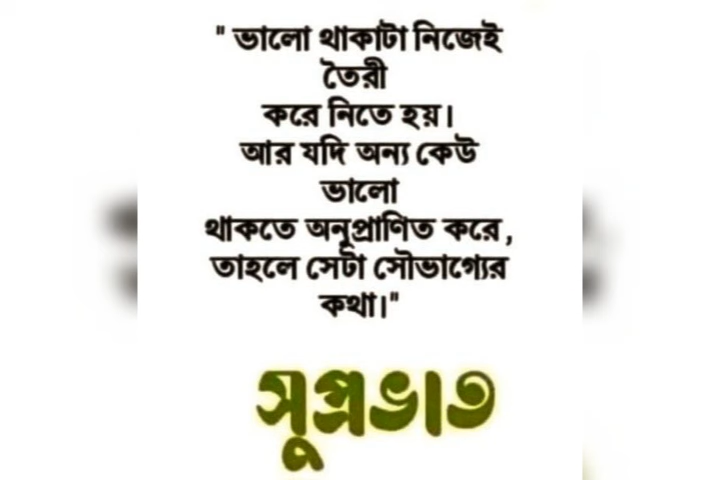 " ভালো থাকাটা নিজেই
তৈরী
করে নিতে হয়।
আর যদি অন্য কেউ
ভালো
থাকতে অনুপ্রাণিত করে,
তাহলে সেটা সৌভাগ্যের
কথা।"
সুপ্রভাত